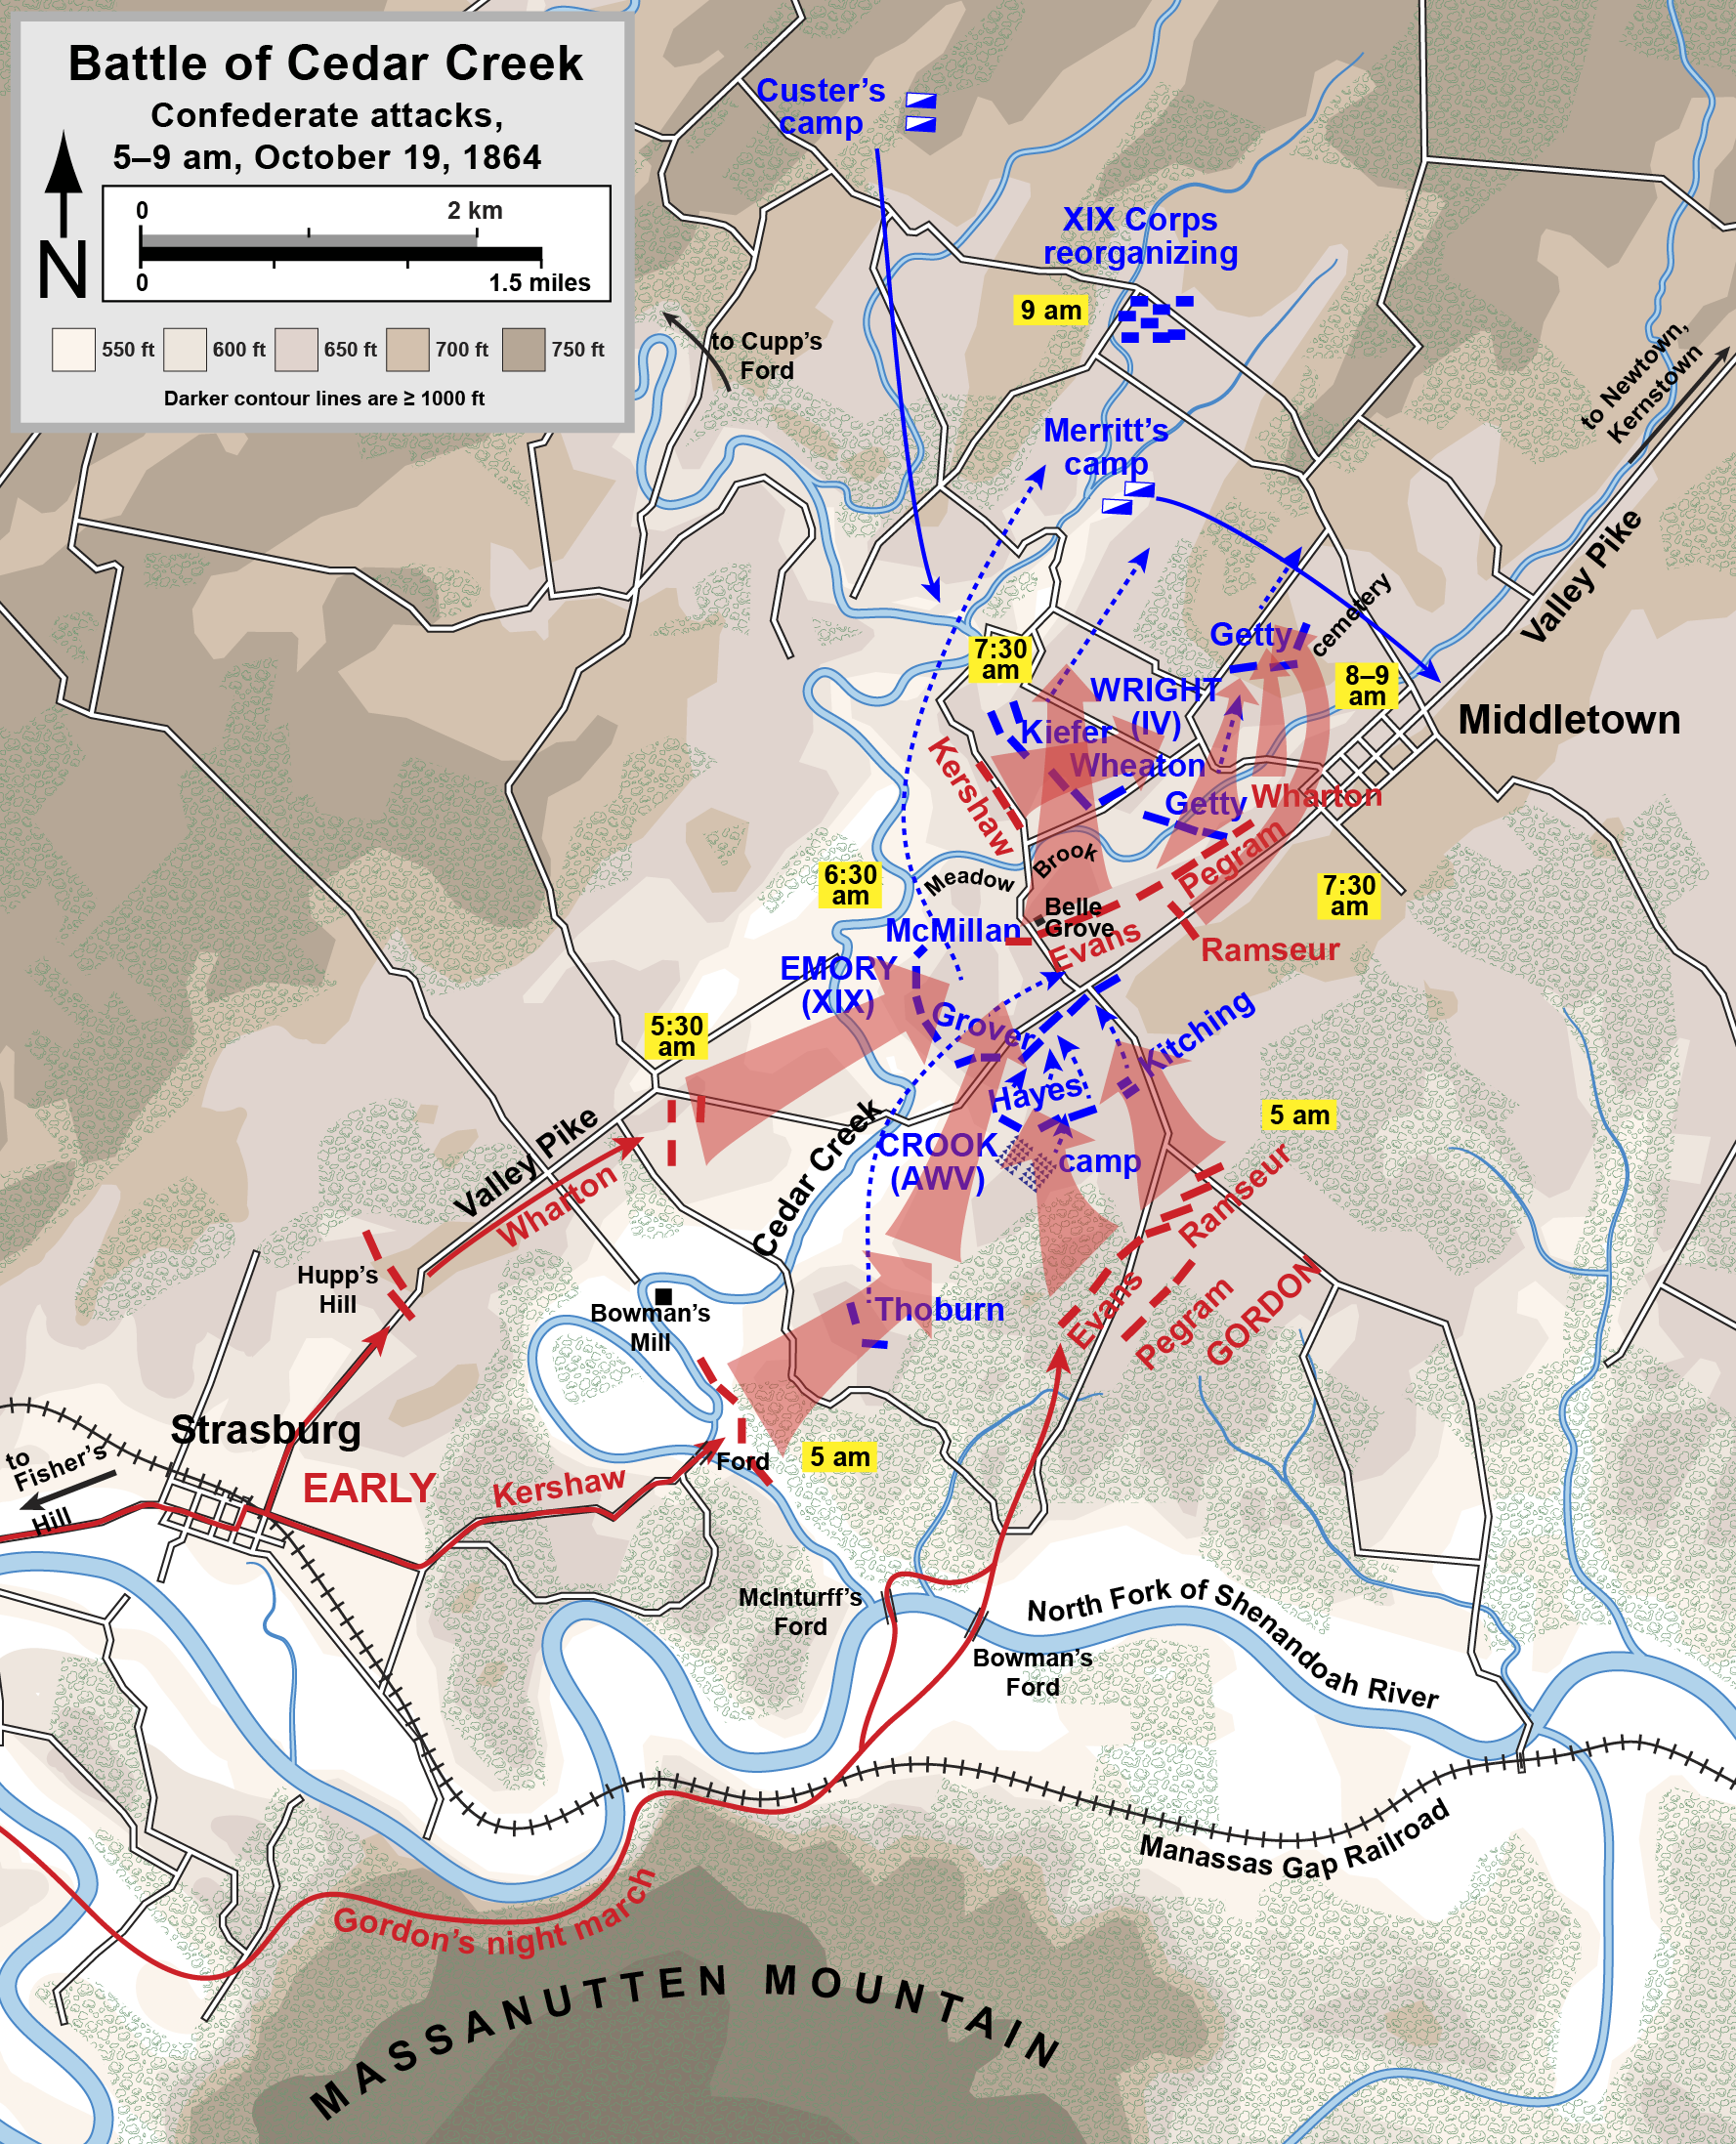 Battle of Cedar Creek
Confederate attacks,
5–9 am, October 19, 1864
N
0
2 km
0
1.5 miles
550 ft
600 ft
650 ft
700 ft
750 ft
Darker contour lines are ≥ 1000 ft
Custer’s
camp
XIX Corps
reorganizing
9 am
to Cupp’s
Ford
to Newtown,
Kernstown
Merritt’s
camp
Valley Pike
cemetery
Getty
7:30
am
8–9
am
WRIGHT
(IV)
Middletown
Kiefer
Wheaton
Kershaw
Getty
Wharton
Pegram
Brook
Meadow
6:30
am
7:30
am
Belle
Grove
McMillan
Evans
Ramseur
EMORY
(XIX)
Grover
Kitching
5:30
am
Hayes
5 am
Valley Pike
Cedar Creek
CROOK
(AWV)
camp
Wharton
Ramseur
Hupp’s
Hill
Bowman’s
Mill
Thoburn
Evans
Pegram
GORDON
Strasburg
to
Fisher’s
Hill
EARLY
Kershaw
Ford
5 am
McInturff’s
Ford
Bowman’s
Ford
North Fork of Shenandoah River
Manassas Gap Railroad
Gordon’s night march
MASSANUTTEN MOUNTAIN